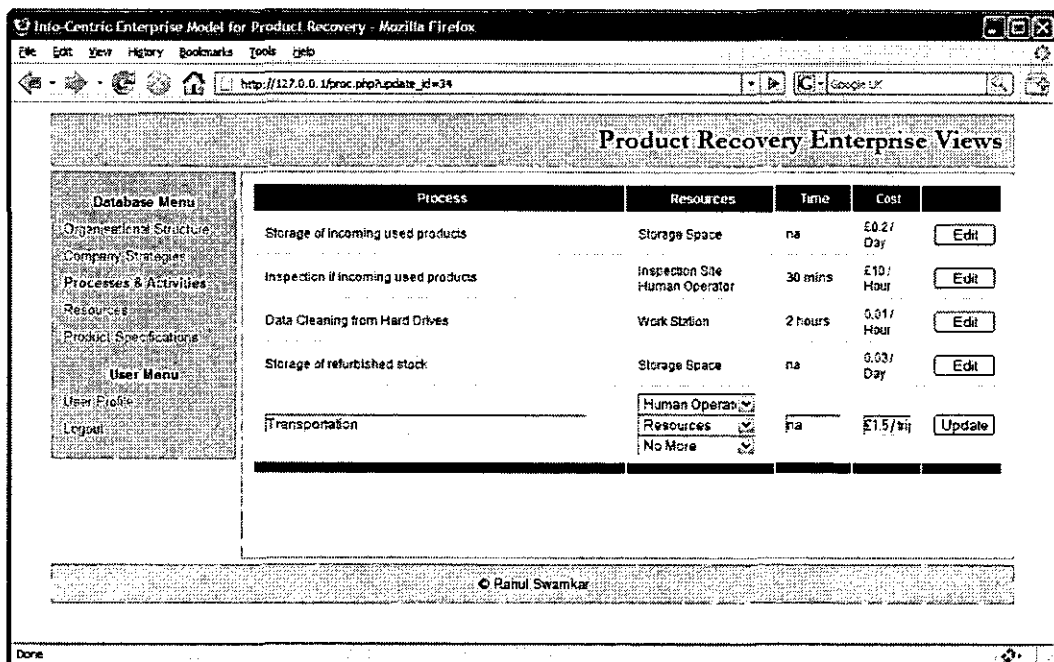 Info-Centric Enterprise Model for Product Recovery - Mozilla Firefox
File Edit View History Bookmarks Tools Help
http://127.0.0.1/proc.php?update_id=34
G Google UK
Product Recovery Enterprise Views
Database Menu
Organisational Structure
Company Strategies
Processes & Activities
Resources
Product Specifications
User Menu
User Profile
Logout
Process Resources Time Cost
Storage of incoming used products Storage Space na £0.2/ Day Edit
Inspection if incoming used products Inspection Site Human Operator 30 mins £10/ Hour Edit
Data Cleaning from Hard Drives Work Station 2 hours 0.01/ Hour Edit
Storage of refurbished stock Storage Space na 0.03/ Day Edit
Transportation Human Operat na £1.5/ trip Update
Resources
No More
© Rahul Swarnkar
Done